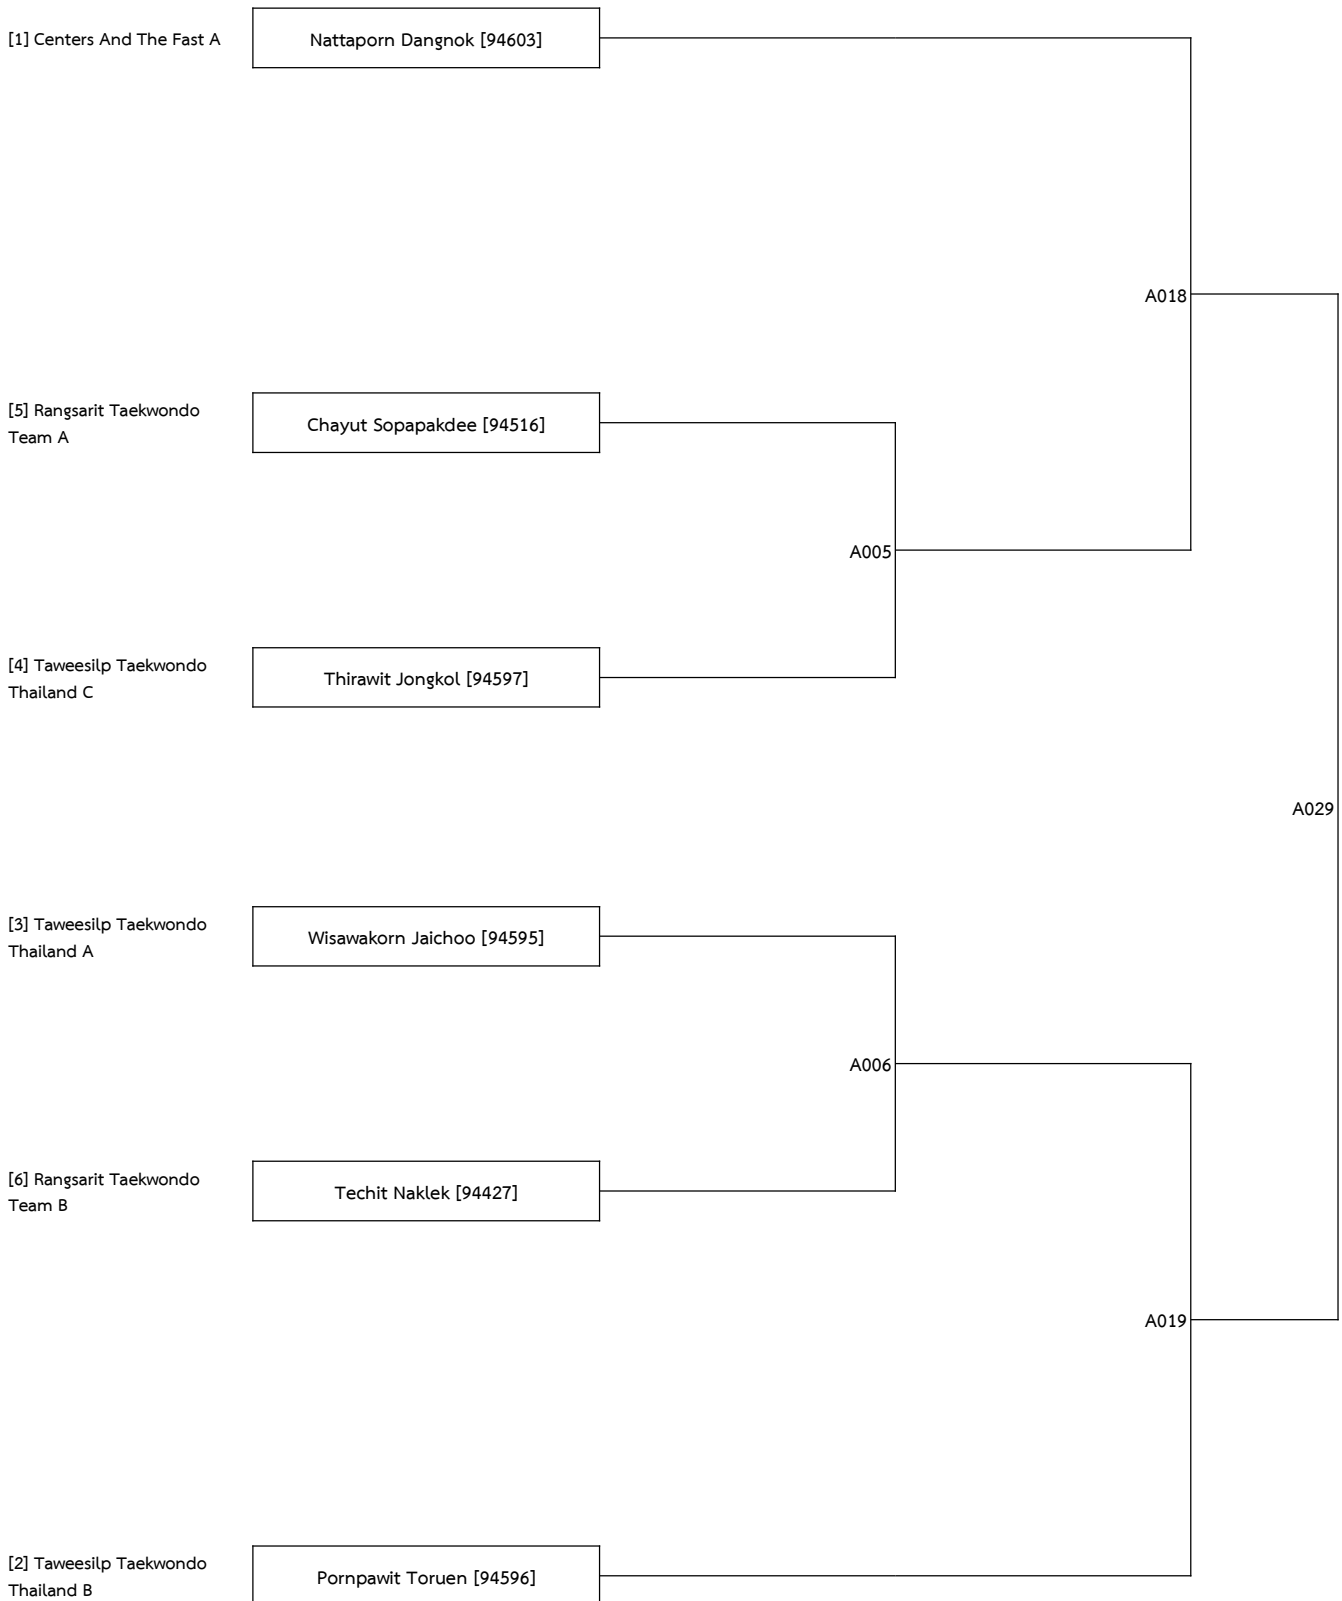 [1] Centers And The Fast A
Nattaporn Dangnok [94603]
A018
[5] Rangsarit Taekwondo
Team A
Chayut Sopapakdee [94516]
A005
[4] Taweesilp Taekwondo
Thailand C
Thirawit Jongkol [94597]
A029
[3] Taweesilp Taekwondo
Thailand A
Wisawakorn Jaichoo [94595]
A006
[6] Rangsarit Taekwondo
Team B
Techit Naklek [94427]
A019
[2] Taweesilp Taekwondo
Thailand B
Pornpawit Toruen [94596]